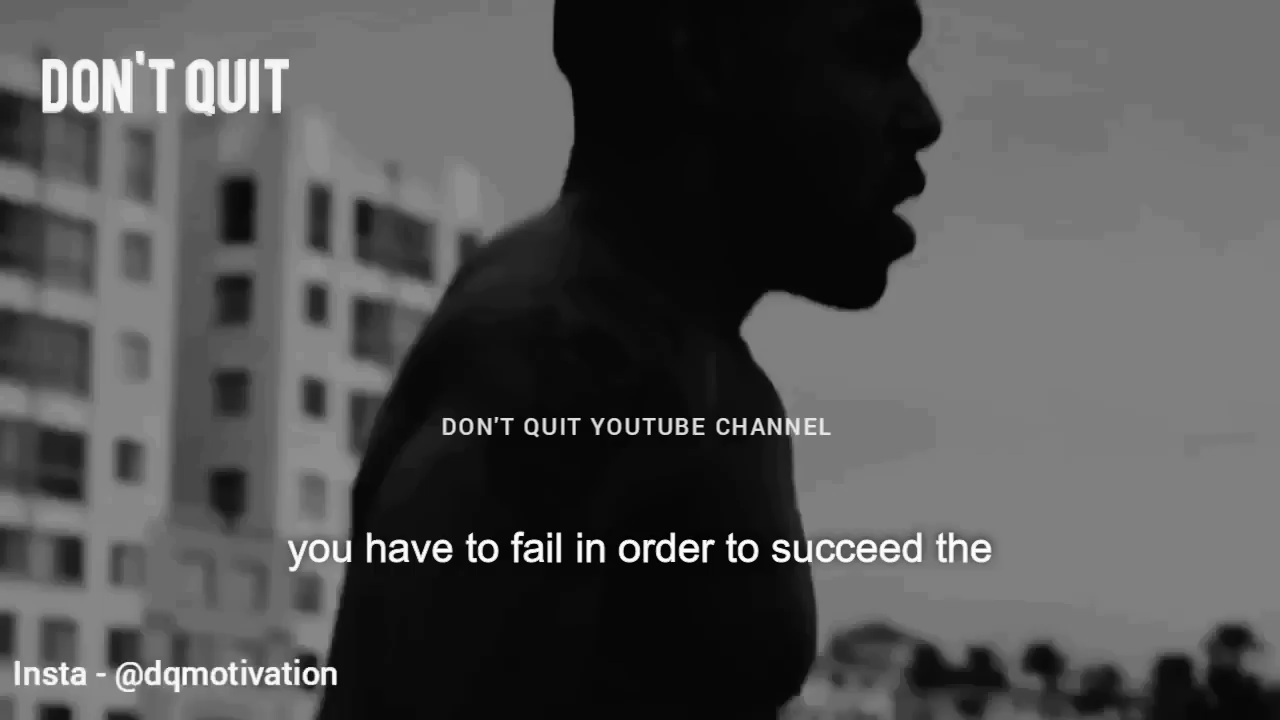 DON'T QUIT
DON'T QUIT YOUTUBE CHANNEL
you have to fail in order to succeed the
Insta - @dqmotivation